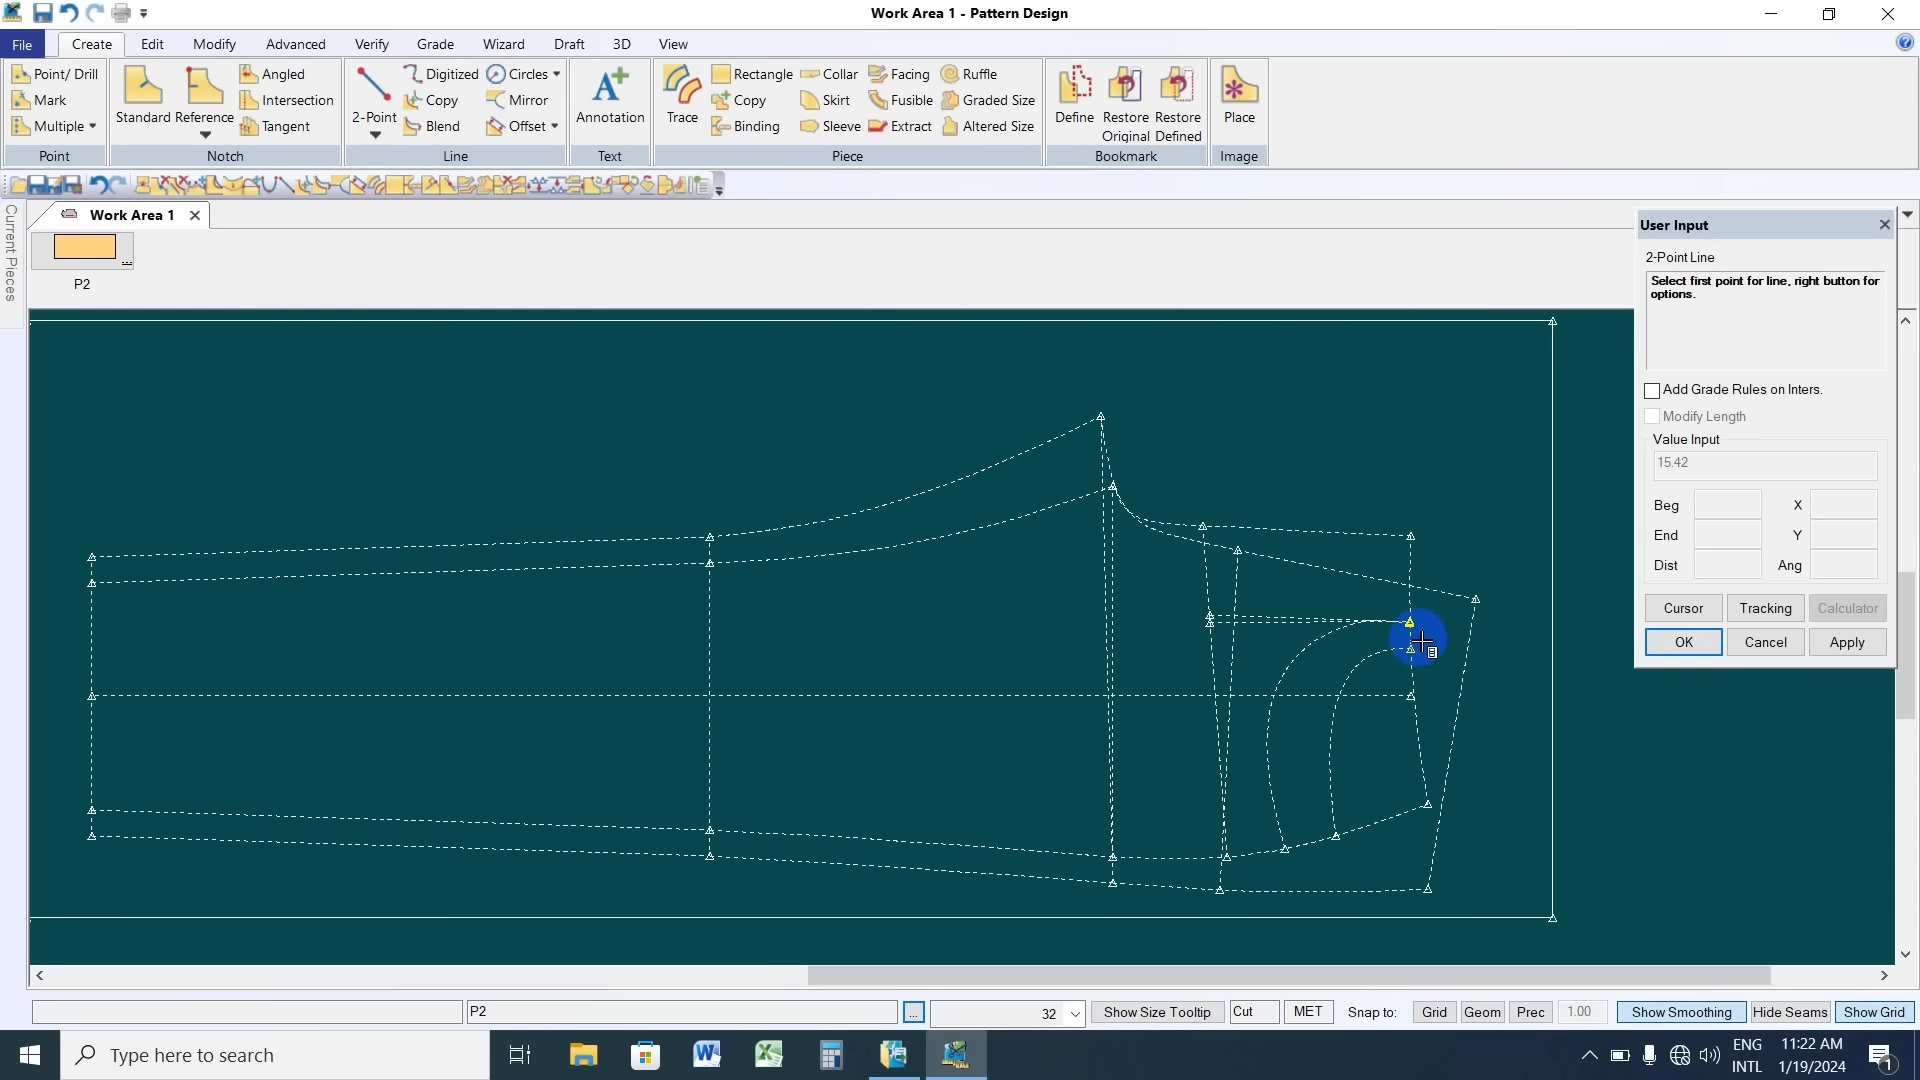 Work Area 1 - Pattern Design
File Create Edit Modify Advanced Verify Grade Wizard Draft 3D View
Point/ Drill
Mark
Multiple
Point
Standard
Reference
Angled
Intersection
Tangent
Notch
2-Point
Digitized
Copy
Blend
Circles
Mirror
Offset
Line
Annotation
Text
Trace
Rectangle
Copy
Binding
Collar
Skirt
Sleeve
Facing
Fusible
Extract
Ruffle
Graded Size
Altered Size
Piece
Define
Restore
Original
Restore
Defined
Bookmark
Place
Image
Current Pieces
Work Area 1
P2
User Input
2-Point Line
Select first point for line, right button for
options.
Add Grade Rules on Inters.
Modify Length
Value Input
15.42
Beg X
End Y
Dist Ang
Cursor Tracking Calculator
OK Cancel Apply
P2 ... 32 Show Size Tooltip Cut MET Snap to: Grid Geom Prec 1.00 Show Smoothing Hide Seams Show Grid
Type here to search
ENG
INTL
11:22 AM
1/19/2024
1